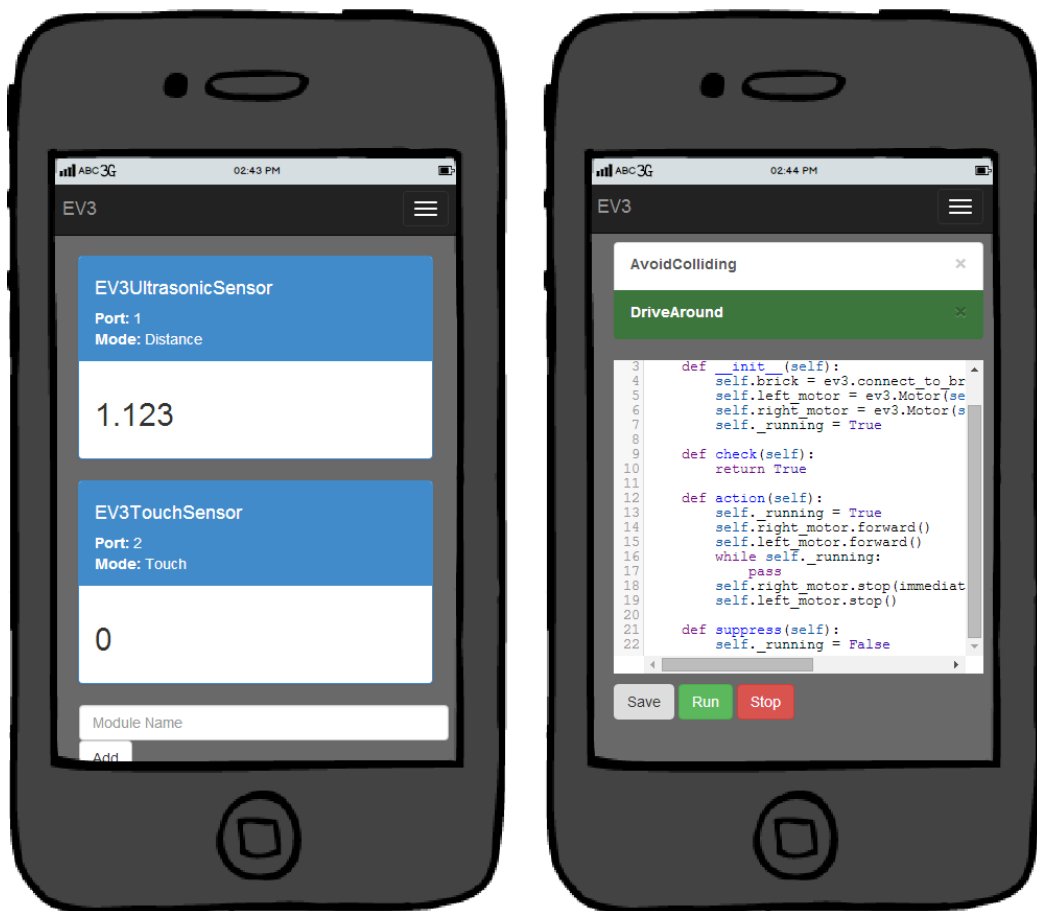 ABC 3G 02:43 PM
EV3
EV3UltrasonicSensor
Port: 1
Mode: Distance
1.123
EV3TouchSensor
Port: 2
Mode: Touch
0
Module Name
Add
ABC 3G 02:44 PM
EV3
AvoidColliding ×
DriveAround ×
3 def __init__(self):
4 self.brick = ev3.connect_to_br
5 self.left_motor = ev3.Motor(se
6 self.right_motor = ev3.Motor(s
7 self._running = True
8
9 def check(self):
10 return True
11
12 def action(self):
13 self._running = True
14 self.right_motor.forward()
15 self.left_motor.forward()
16 while self._running:
17 pass
18 self.right_motor.stop(immediat
19 self.left_motor.stop()
20
21 def suppress(self):
22 self._running = False
Save Run Stop